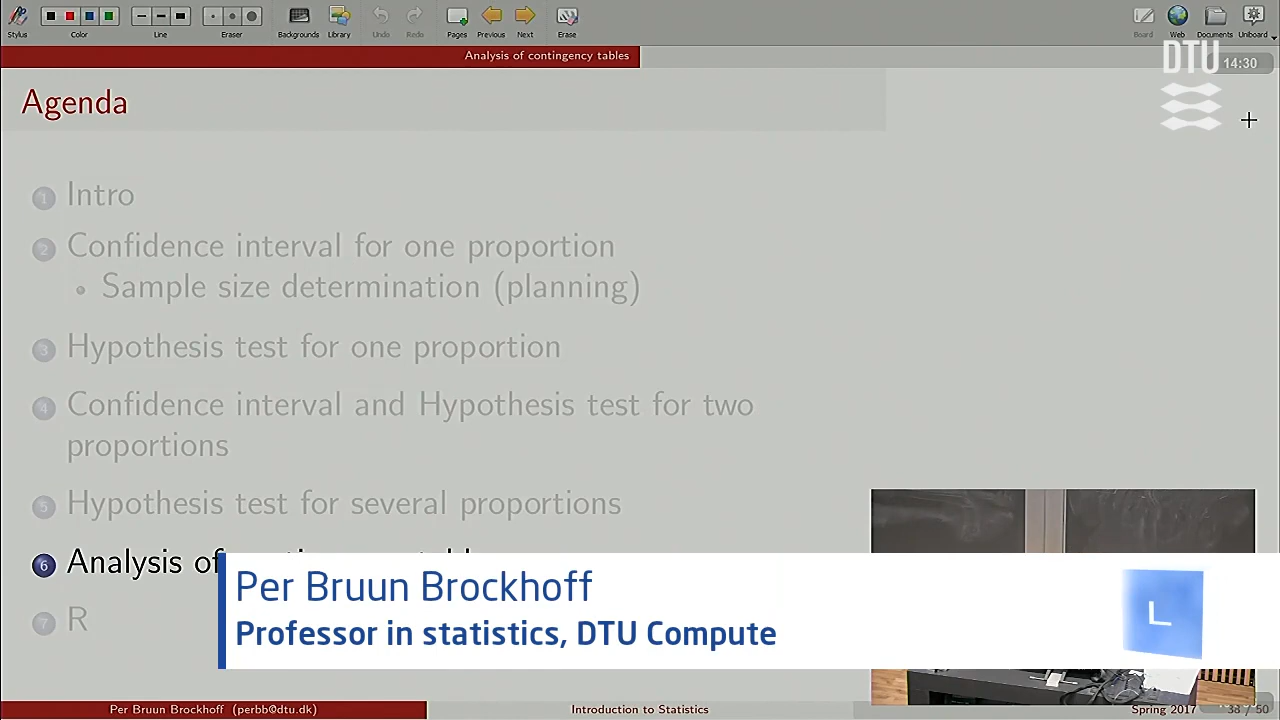 Stylus
Color
Line
Eraser
Backgrounds
Library
Undo
Redo
Pages
Previous
Next
Erase
Board
Web
Documents
Uniboard
Analysis of contingency tables
DTU
14:30
Agenda
1 Intro
2 Confidence interval for one proportion
Sample size determination (planning)
3 Hypothesis test for one proportion
4 Confidence interval and Hypothesis test for two
proportions
5 Hypothesis test for several proportions
6 Analysis of
7 R
Per Bruun Brockhoff
Professor in statistics, DTU Compute
L
Per Bruun Brockhoff (perbb@dtu.dk)
Introduction to Statistics
Spring 2017
38 / 50